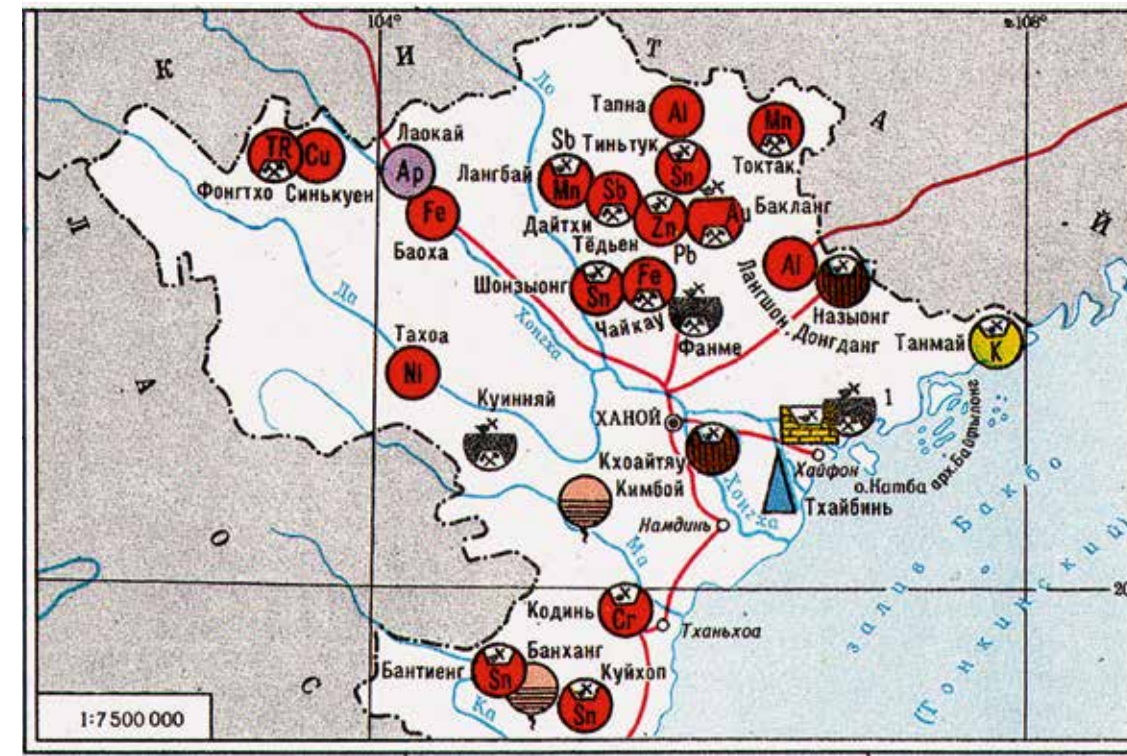 104°
108°
К И Т А Й
Л А О С
Ло
Тапна
Al
Mn
Лаокай
Sb
Тиньтук
TR
Cu
Ap
Лангбай
Mn
Sb
Sn
Токтак
Фонгтхо
Синькуен
Fe
Дайтхи
Zn
Au
Бакланг
Тёдьен
Pb
Баоха
Шонзыонг
Sn
Fe
Al
Лангшон
Назыонг
Донгданг
Чайкау
Фанме
Танмай
K
Да
Хонгха
Тахоа
Ni
Куинняй
ХАНОЙ
1
Кхоайтяу
Хайфон
о.Катба
арх.Байтылонг
Кимбой
Хонгха
Тхайбинь
Намдинь
Ма
залив Бакбо
(Тонкинский)
20
Кодинь
Cr
Тханьхоа
Банханг
Бантиенг
Sn
Куйхоп
Sn
Ка
1:7 500 000